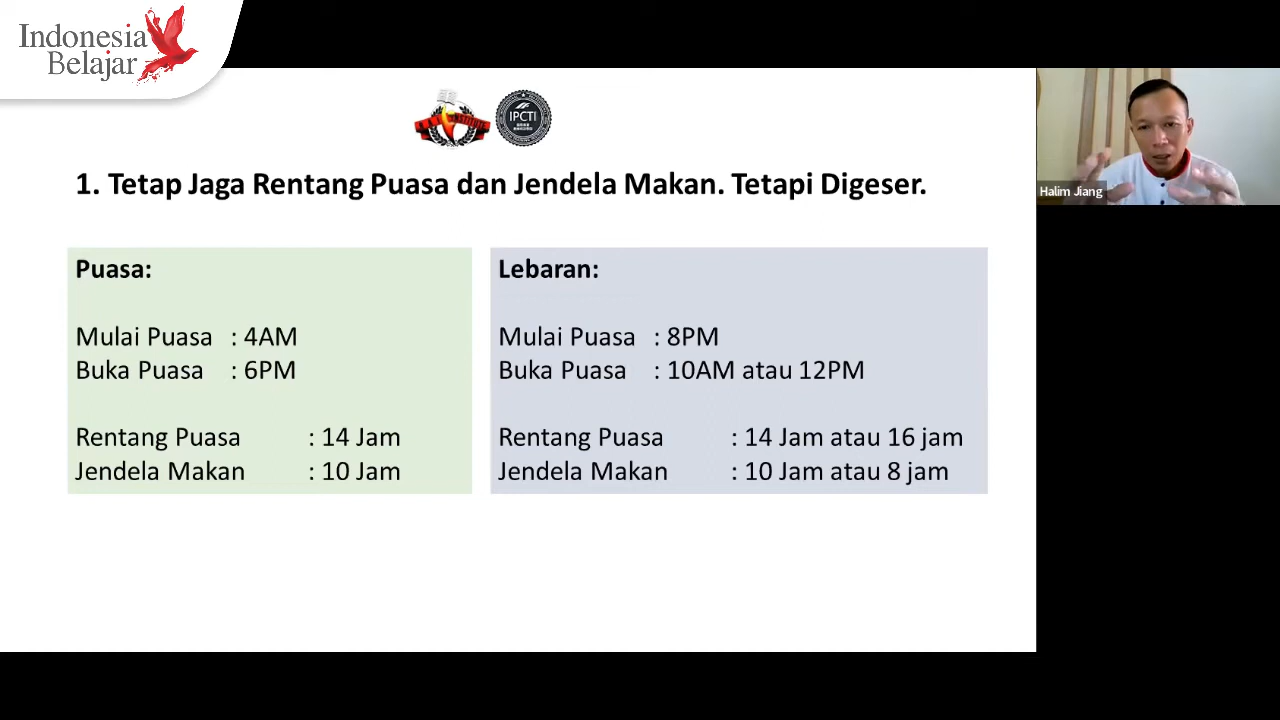 Indonesia
Belajar
IPCTI
1. Tetap Jaga Rentang Puasa dan Jendela Makan. Tetapi Digeser.
Puasa:
Mulai Puasa : 4AM
Buka Puasa : 6PM
Rentang Puasa : 14 Jam
Jendela Makan : 10 Jam
Lebaran:
Mulai Puasa : 8PM
Buka Puasa : 10AM atau 12PM
Rentang Puasa : 14 Jam atau 16 jam
Jendela Makan : 10 Jam atau 8 jam
Halim Jiang